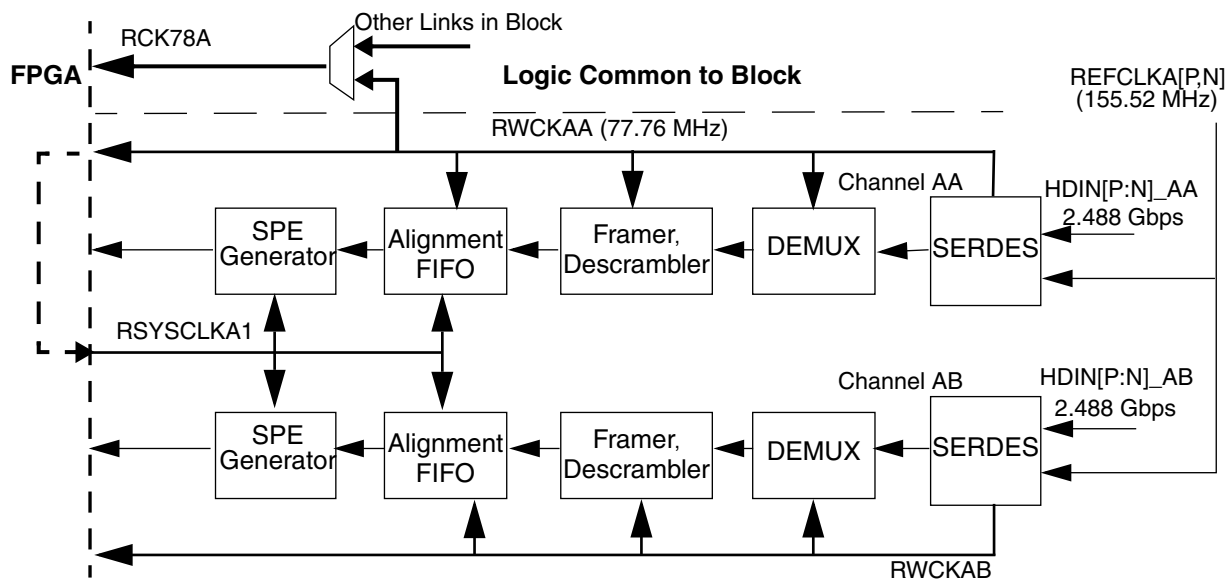 Other Links in Block
RCK78A
FPGA
Logic Common to Block
REFCLKA[P,N]
(155.52 MHz)
RWCKAA (77.76 MHz)
Channel AA
HDIN[P:N]_AA
2.488 Gbps
SPE
Generator
Alignment
FIFO
Framer,
Descrambler
DEMUX
SERDES
RSYSCLKA1
Channel AB
HDIN[P:N]_AB
2.488 Gbps
SPE
Generator
Alignment
FIFO
Framer,
Descrambler
DEMUX
SERDES
RWCKAB